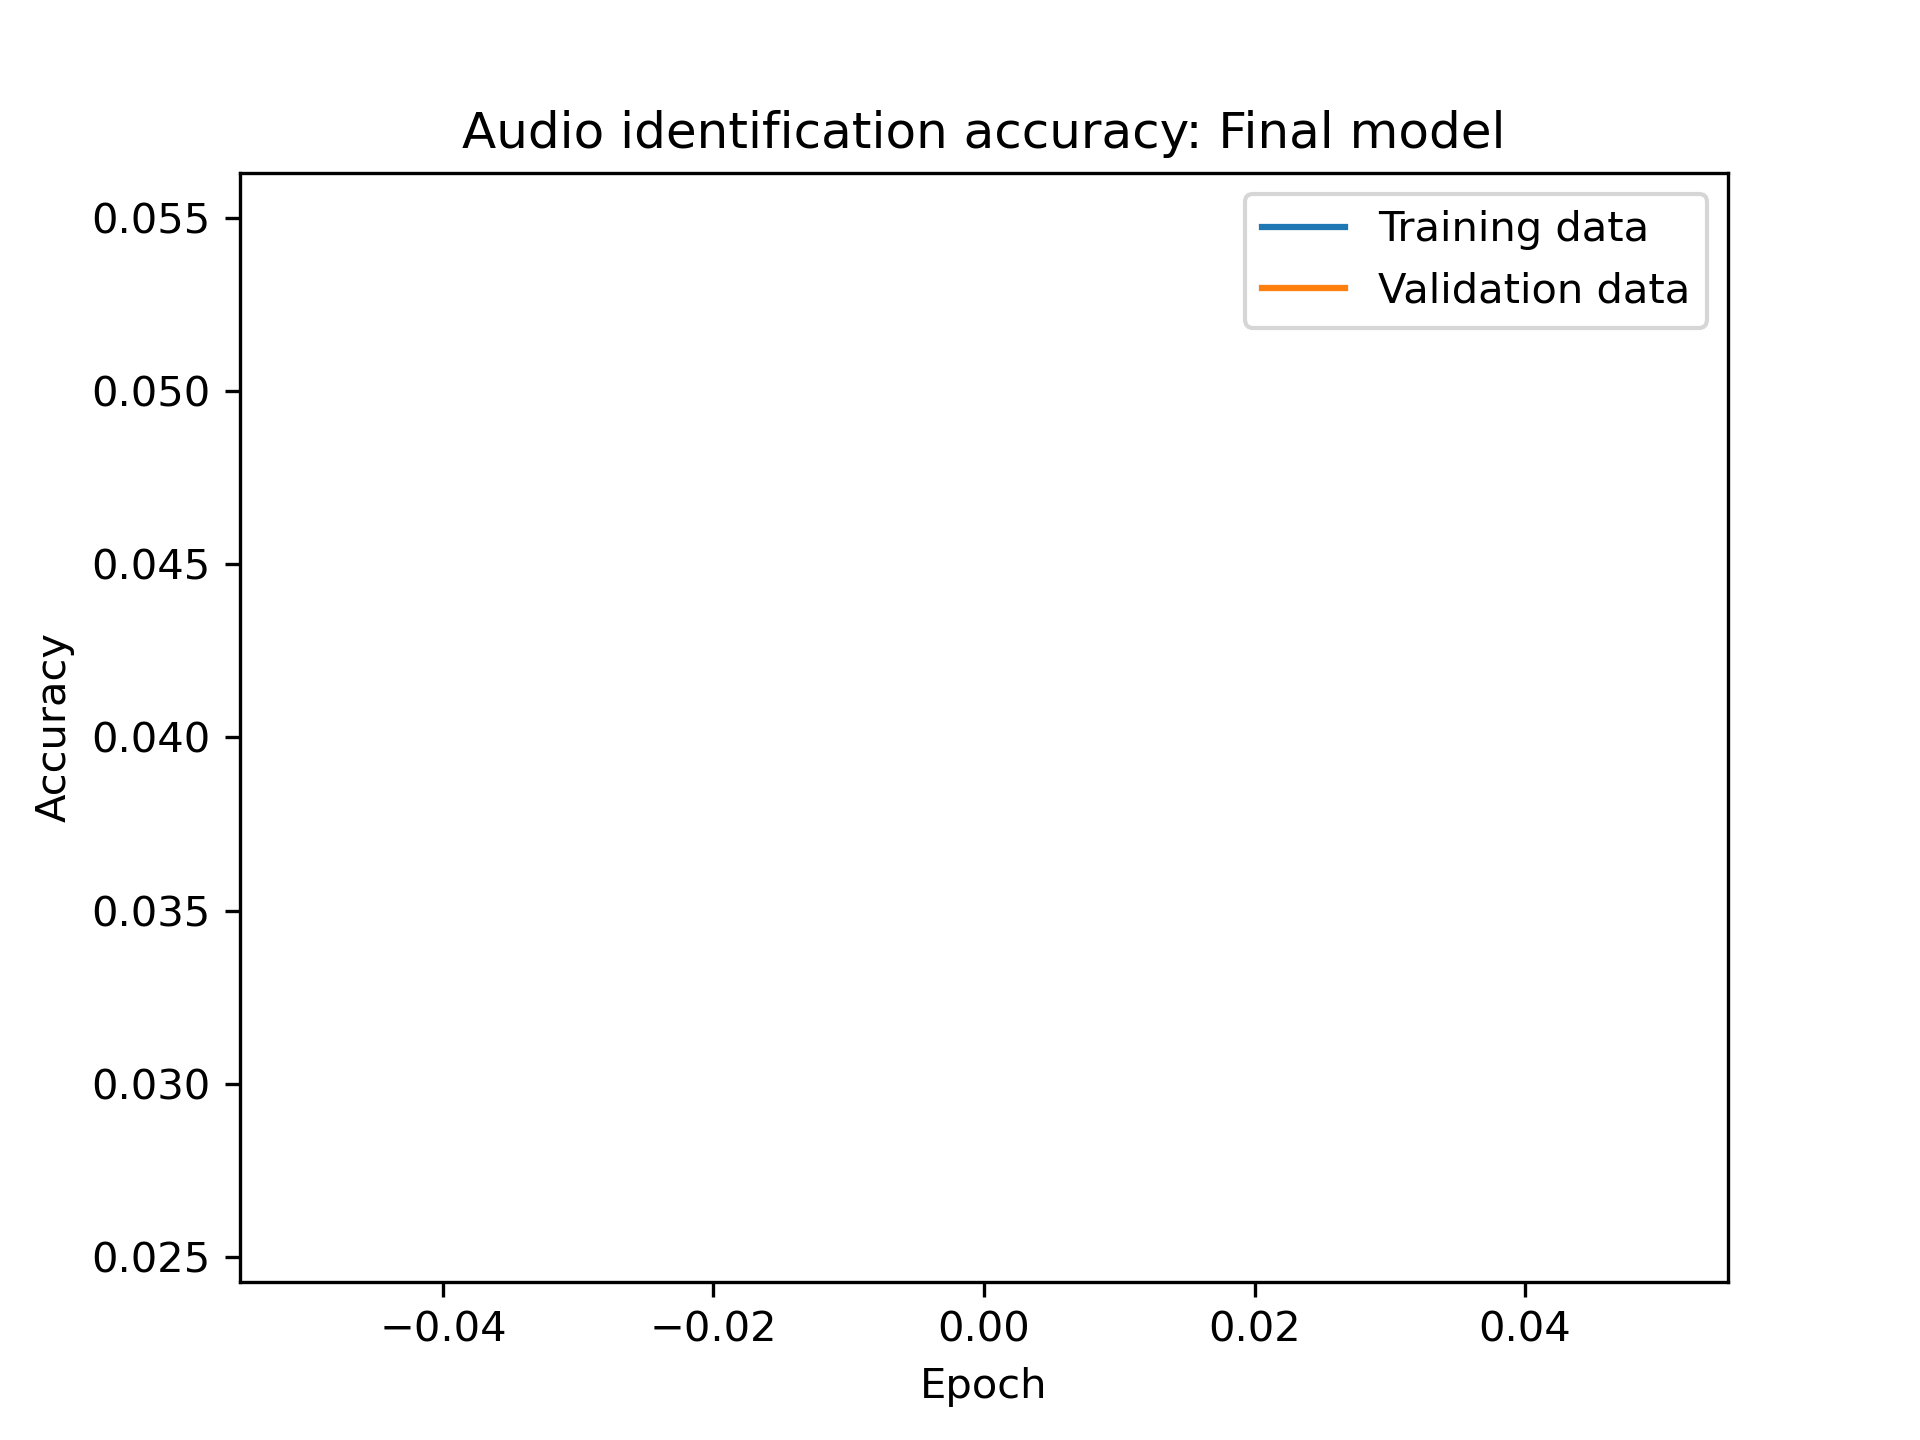 Audio identification accuracy: Final model
Training data
Validation data
0.055
0.050
0.045
0.040
0.035
0.030
0.025
Accuracy
−0.04
−0.02
0.00
0.02
0.04
Epoch